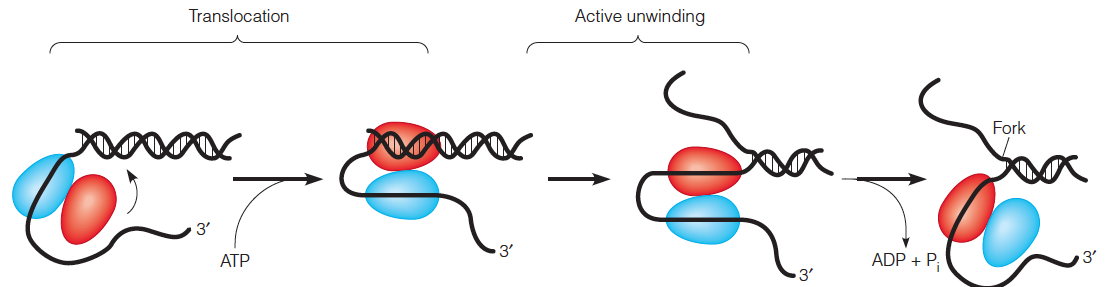 Translocation
Active unwinding
Fork
3′
ATP
3′
3′
ADP + Pi
3′